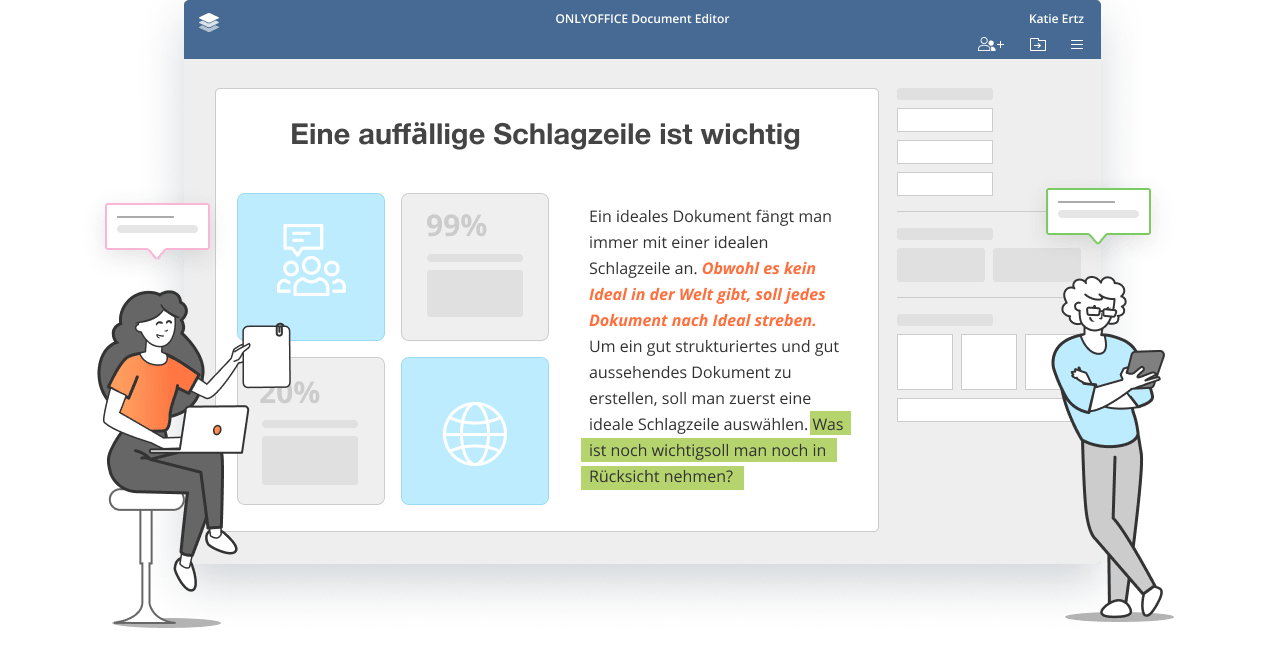 ONLYOFFICE Document Editor
Katie Ertz
Eine auffällige Schlagzeile ist wichtig
99%
20%
Ein ideales Dokument fängt man
immer mit einer idealen
Schlagzeile an. Obwohl es kein
Ideal in der Welt gibt, soll jedes
Dokument nach Ideal streben.
Um ein gut strukturiertes und gut
aussehendes Dokument zu
erstellen, soll man zuerst eine
ideale Schlagzeile auswählen. Was
ist noch wichtigsoll man noch in
Rücksicht nehmen?